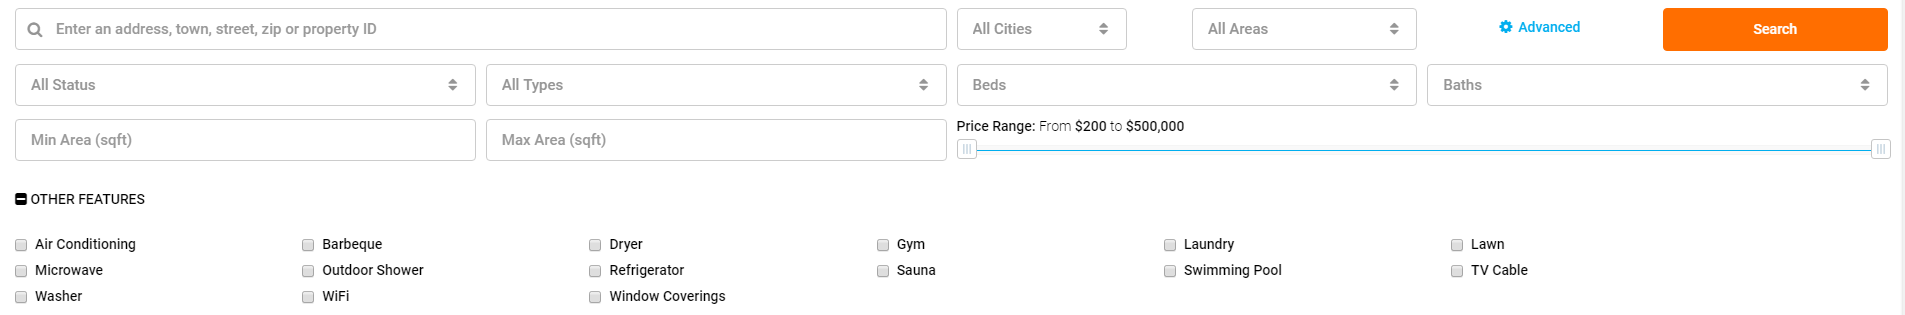 Enter an address, town, street, zip or property ID All Cities All Areas Advanced Search
All Status All Types Beds Baths
Min Area (sqft) Max Area (sqft) Price Range: From $200 to $500,000
OTHER FEATURES
Air Conditioning Barbeque Dryer Gym Laundry Lawn
Microwave Outdoor Shower Refrigerator Sauna Swimming Pool TV Cable
Washer WiFi Window Coverings